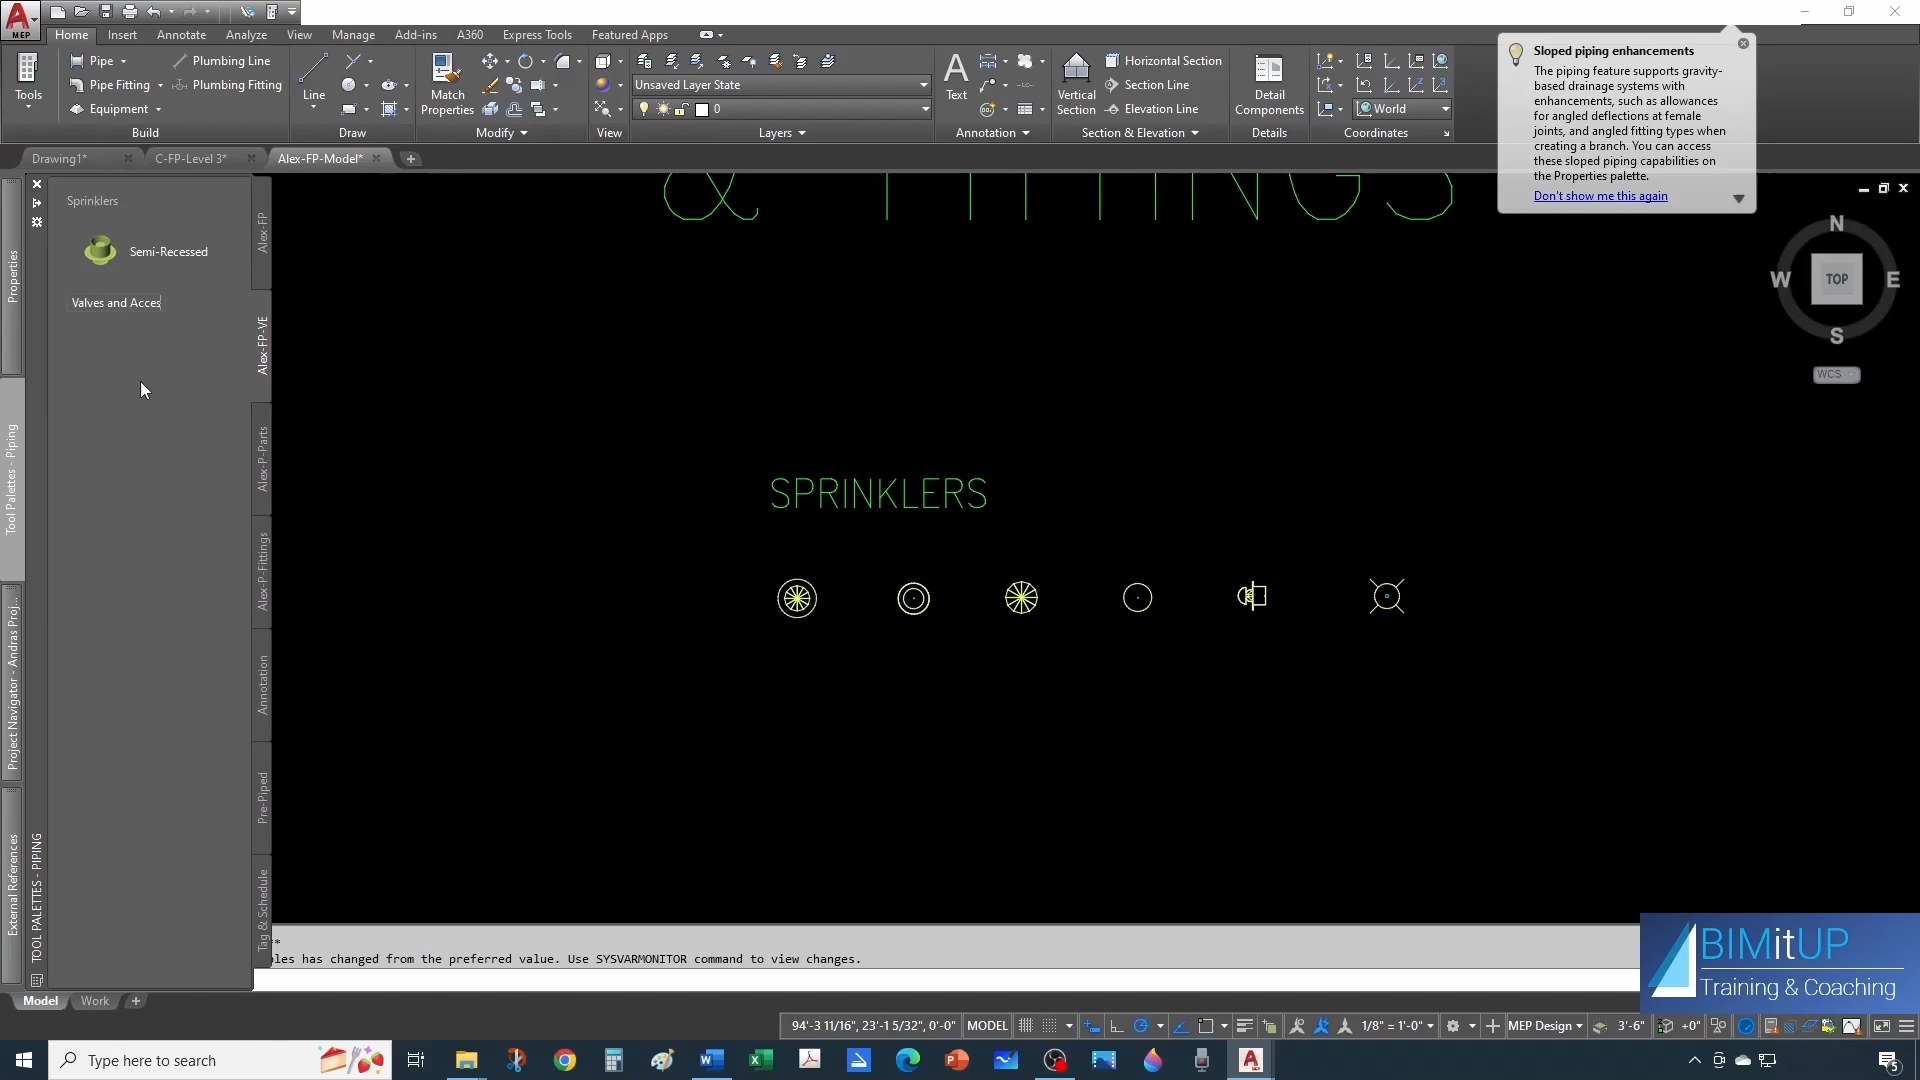 MEP
Home Insert Annotate Analyze View Manage Add-ins A360 Express Tools Featured Apps
Tools
Pipe
Pipe Fitting
Equipment
Plumbing Line
Plumbing Fitting
Build
Line
Draw
Match
Properties
Modify
View
Unsaved Layer State
0
Layers
Text
Annotation
Vertical
Section
Horizontal Section
Section Line
Elevation Line
Section & Elevation
Detail
Components
Details
World
Coordinates
Sloped piping enhancements
The piping feature supports gravity-
based drainage systems with
enhancements, such as allowances
for angled deflections at female
joints, and angled fitting types when
creating a branch. You can access
these sloped piping capabilities on
the Properties palette.
Don't show me this again
Drawing1*
C-FP-Level 3*
Alex-FP-Model*
Properties
Tool Palettes - Piping
Project Navigator - Andras Proj...
External References
TOOL PALETTES - PIPING
Sprinklers
Semi-Recessed
Valves and Acces
Alex-FP
Alex-FP-VE
Alex-P-Parts
Alex-P-Fittings
Annotation
Pre-Piped
Tag & Schedule
& FITTINGS
SPRINKLERS
N
W
TOP
E
S
WCS
les has changed from the preferred value. Use SYSVARMONITOR command to view changes.
BIMitUP
Training & Coaching
Model
Work
94'-3 11/16", 23'-1 5/32", 0'-0"
MODEL
1/8" = 1'-0"
MEP Design
3'-6"
+0"
Type here to search
5